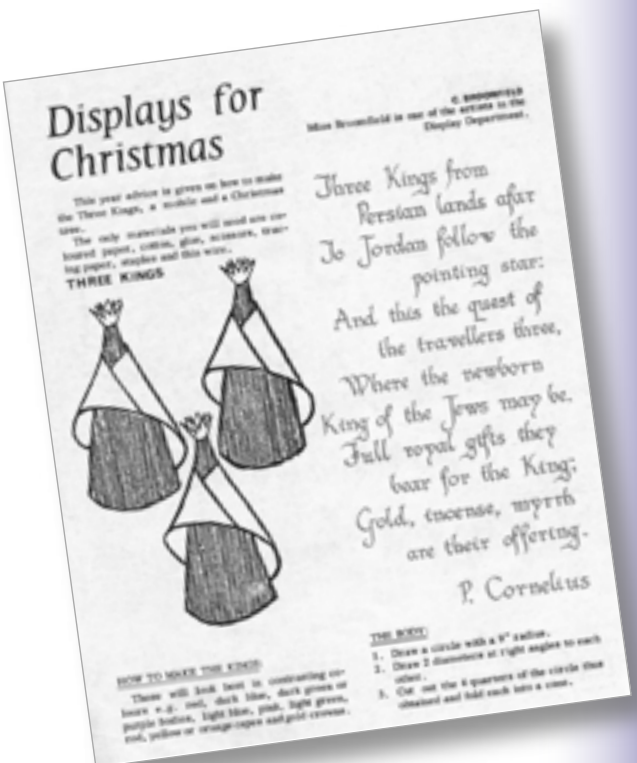 Displays for
Christmas
C. BROOMFIELD
Miss Broomfield is one of the artists in the
Display Department.
This year advice is given on how to make
the Three Kings, a mobile and a Christmas
tree.
The only materials you will need are co-
loured paper, cotton, glue, scissors, trac-
ing paper, staples and thin wire.
THREE KINGS
Three Kings from
Persian lands afar
To Jordan follow the
pointing star:
And this the quest of
the travellers three,
Where the newborn
King of the Jews may be.
Full royal gifts they
bear for the King;
Gold, incense, myrrh
are their offering.
P. Cornelius
HOW TO MAKE THE KINGS
These will look best in contrasting co-
lours e.g. red, dark blue, dark green or
purple bodies, light blue, pink, light green,
red, yellow or orange capes and gold crowns.
THE BODY:
1. Draw a circle with a 9" radius.
2. Draw 2 diameters at right angles to each
other.
3. Cut out the 4 quarters of the circle thus
obtained and fold each into a cone.